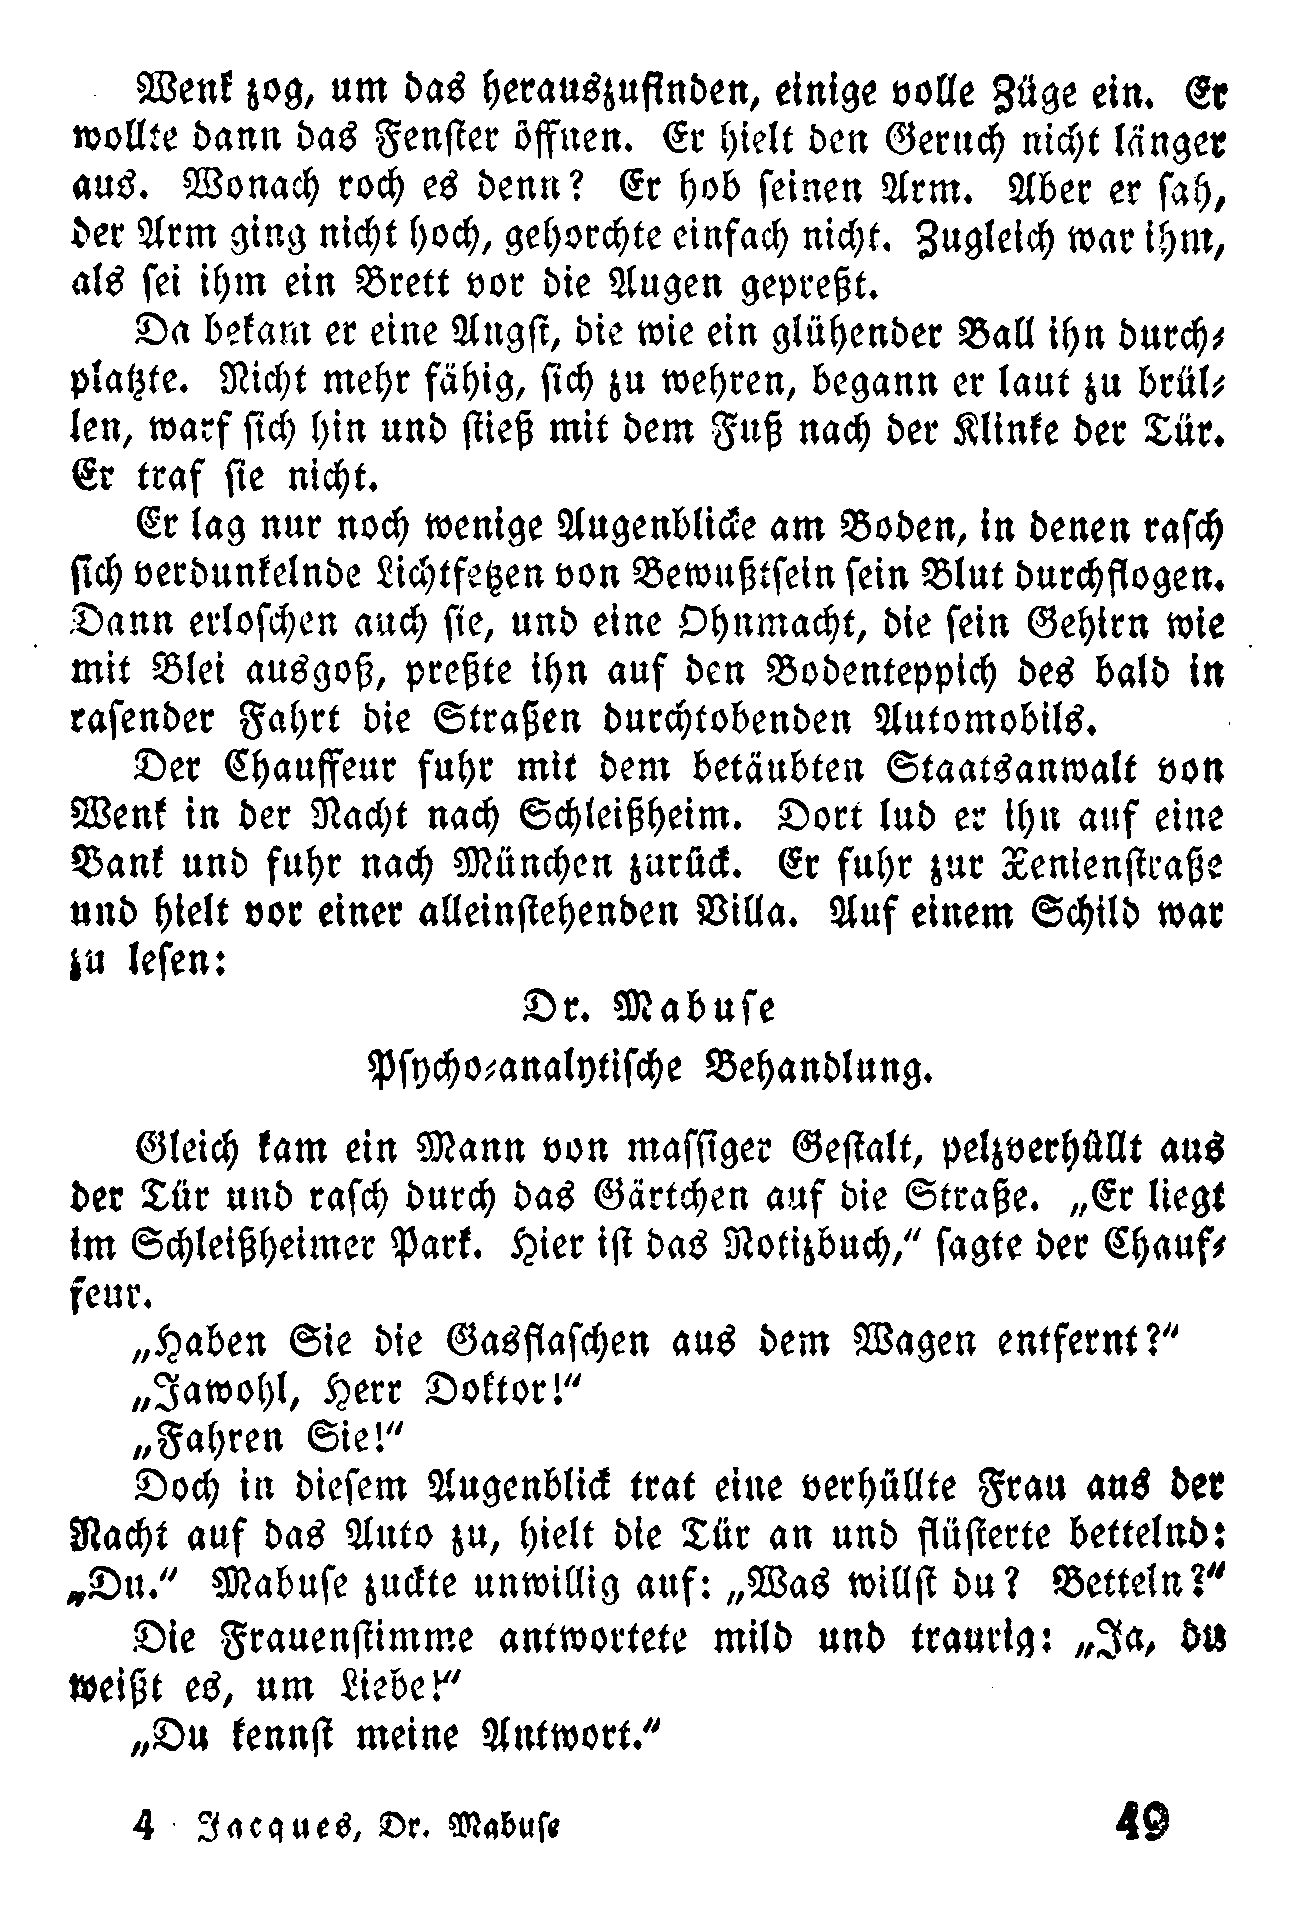 Wenk zog, um das herauszufinden, einige volle Züge ein. Er
wollte dann das Fenster öffnen. Er hielt den Geruch nicht länger
aus. Wonach roch es denn? Er hob seinen Arm. Aber er sah,
der Arm ging nicht hoch, gehorchte einfach nicht. Zugleich war ihm,
als sei ihm ein Brett vor die Augen gepreßt.
Da bekam er eine Angst, die wie ein glühender Ball ihn durch-
platzte. Nicht mehr fähig, sich zu wehren, begann er laut zu brül-
len, warf sich hin und stieß mit dem Fuß nach der Klinke der Tür.
Er traf sie nicht.
Er lag nur noch wenige Augenblicke am Boden, in denen rasch
sich verdunkelnde Lichtfetzen von Bewußtsein sein Blut durchflogen.
Dann erloschen auch sie, und eine Ohnmacht, die sein Gehirn wie
mit Blei ausgoß, preßte ihn auf den Bodenteppich des bald in
rasender Fahrt die Straßen durchtobenden Automobils.
Der Chauffeur fuhr mit dem betäubten Staatsanwalt von
Wenk in der Nacht nach Schleißheim. Dort lud er ihn auf eine
Bank und fuhr nach München zurück. Er fuhr zur Xenienstraße
und hielt vor einer alleinstehenden Villa. Auf einem Schild war
zu lesen:
Dr. Mabuse
Psycho-analytische Behandlung.
Gleich kam ein Mann von massiger Gestalt, pelzverhüllt aus
der Tür und rasch durch das Gärtchen auf die Straße. „Er liegt
im Schleißheimer Park. Hier ist das Notizbuch,“ sagte der Chauf-
feur.
„Haben Sie die Gasflaschen aus dem Wagen entfernt?“
„Jawohl, Herr Doktor!“
„Fahren Sie!“
Doch in diesem Augenblick trat eine verhüllte Frau aus der
Nacht auf das Auto zu, hielt die Tür an und flüsterte bettelnd:
„Du.“ Mabuse zuckte unwillig auf: „Was willst du? Betteln?“
Die Frauenstimme antwortete mild und traurig: „Ja, du
weißt es, um Liebe!“
„Du kennst meine Antwort.“
4 Jacques, Dr. Mabuse 49